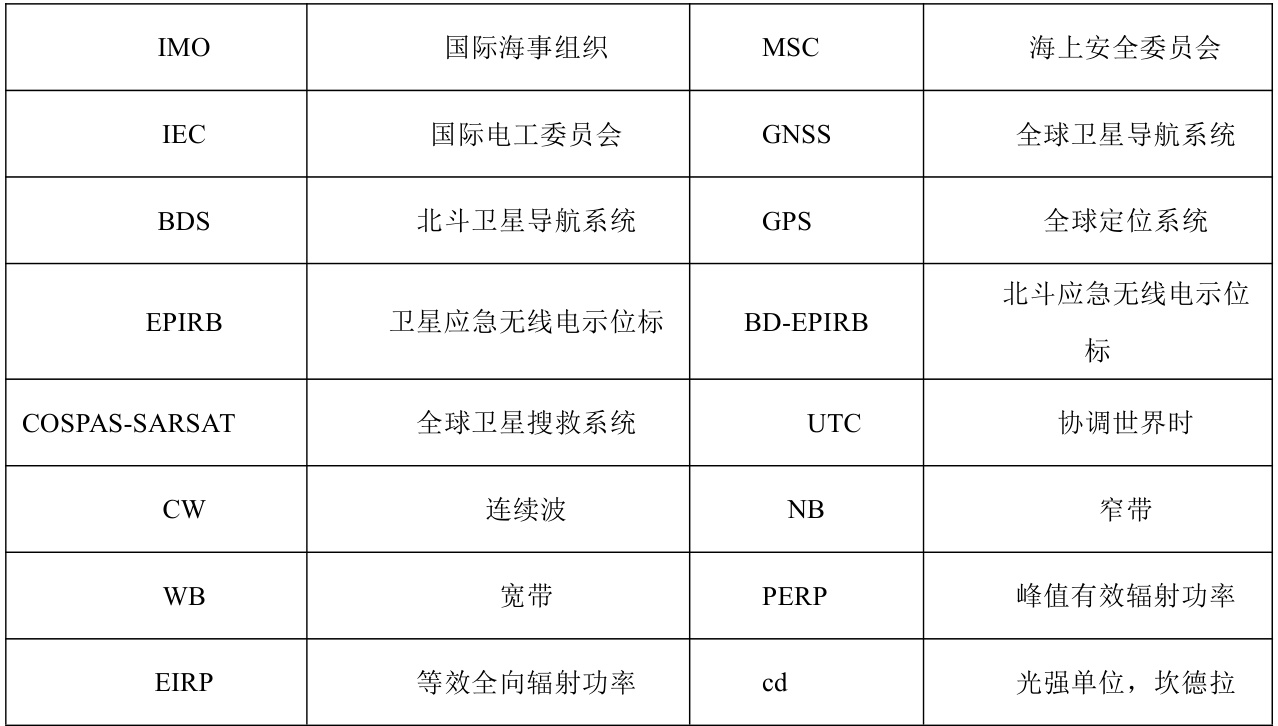 IMO 国际海事组织 MSC 海上安全委员会
IEC 国际电工委员会 GNSS 全球卫星导航系统
BDS 北斗卫星导航系统 GPS 全球定位系统
EPIRB 卫星应急无线电示位标 BD-EPIRB 北斗应急无线电示位
标
COSPAS-SARSAT 全球卫星搜救系统 UTC 协调世界时
CW 连续波 NB 窄带
WB 宽带 PERP 峰值有效辐射功率
EIRP 等效全向辐射功率 cd 光强单位，坎德拉